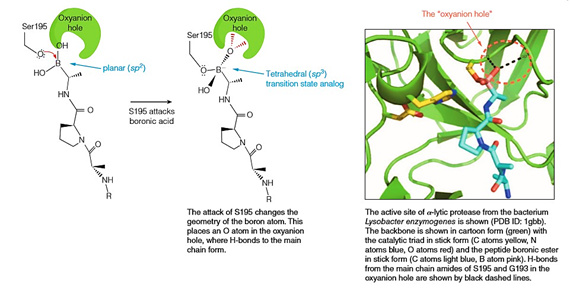 Oxyanion
hole
Ser195
OH
B
HO
planar (sp²)
NH
O
N
O
NH
R
S195 attacks
boronic acid
Oxyanion
hole
Ser195
O
O
B
HO
Tetrahedral (sp³)
transition state analog
NH
O
N
O
NH
R
The attack of S195 changes the
geometry of the boron atom. This
places an O atom in the oxyanion
hole, where H-bonds to the main
chain form.
The "oxyanion hole"
The active site of α-lytic protease from the bacterium
Lysobacter enzymogenes is shown (PDB ID: 1gbb).
The backbone is shown in cartoon form (green) with
the catalytic triad in stick form (C atoms yellow, N
atoms blue, O atoms red) and the peptide boronic ester
in stick form (C atoms light blue, B atom pink). H-bonds
from the main chain amides of S195 and G193 in the
oxyanion hole are shown by black dashed lines.